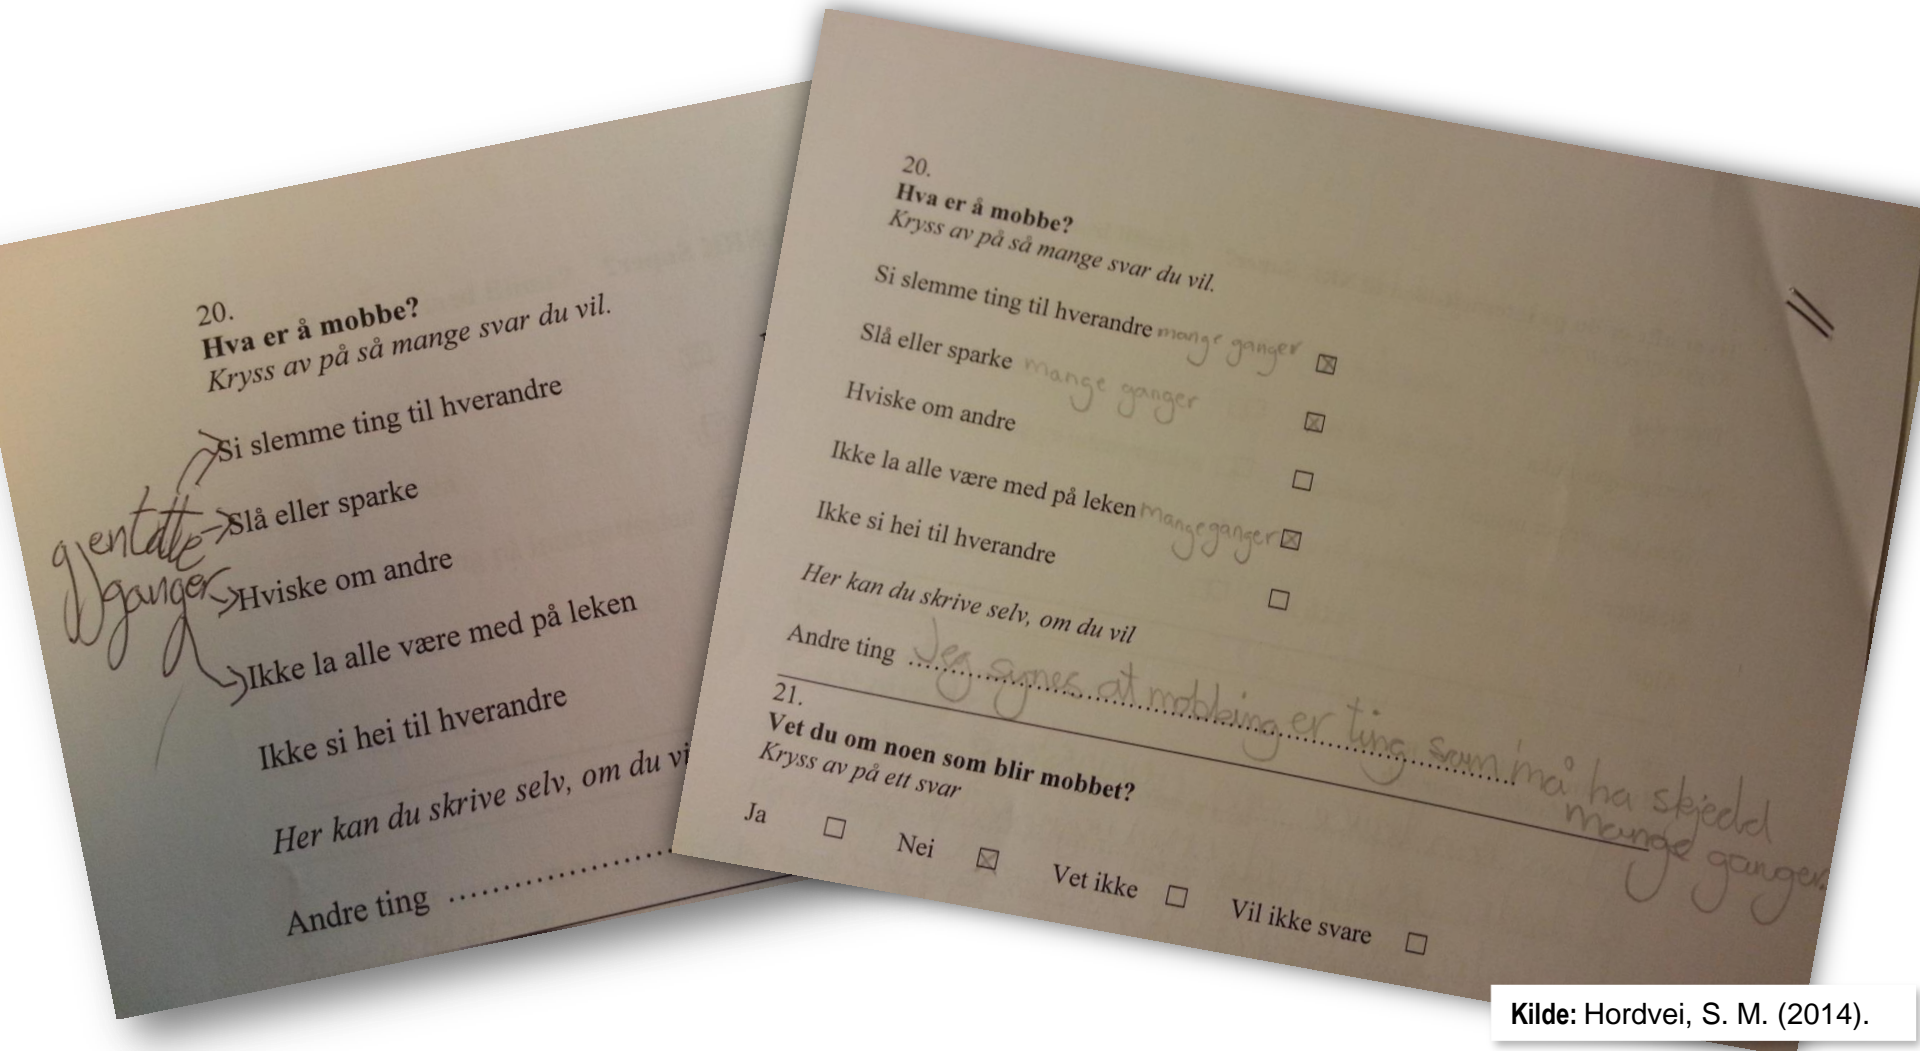 20.
Hva er å mobbe?
Kryss av på så mange svar du vil.
Si slemme ting til hverandre
Slå eller sparke
Hviske om andre
Ikke la alle være med på leken
Ikke si hei til hverandre
Her kan du skrive selv, om du vi
Andre ting ........................
gjentatte
ganger
20.
Hva er å mobbe?
Kryss av på så mange svar du vil.
Si slemme ting til hverandre mange ganger ☒
Slå eller sparke mange ganger ☒
Hviske om andre ☐
Ikke la alle være med på leken mange ganger ☒
Ikke si hei til hverandre ☐
Her kan du skrive selv, om du vil
Andre ting Jeg synes at mobbing er ting som må ha skjedd
mange ganger.
21.
Vet du om noen som blir mobbet?
Kryss av på ett svar
Ja ☐ Nei ☒ Vet ikke ☐ Vil ikke svare ☐
Kilde: Hordvei, S. M. (2014).